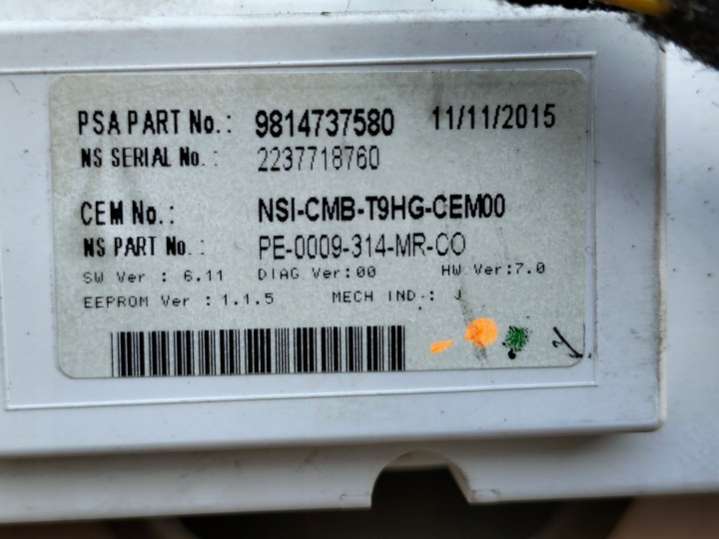 PSA PART No.: 9814737580 11/11/2015
NS SERIAL No. : 2237718760
CEM No.: NSI-CMB-T9HG-CEM00
NS PART No. : PE-0009-314-MR-CO
SW Ver : 6.11 DIAG Ver:00 HW Ver:7.0
EEPROM Ver : 1.1.5 MECH IND.: J